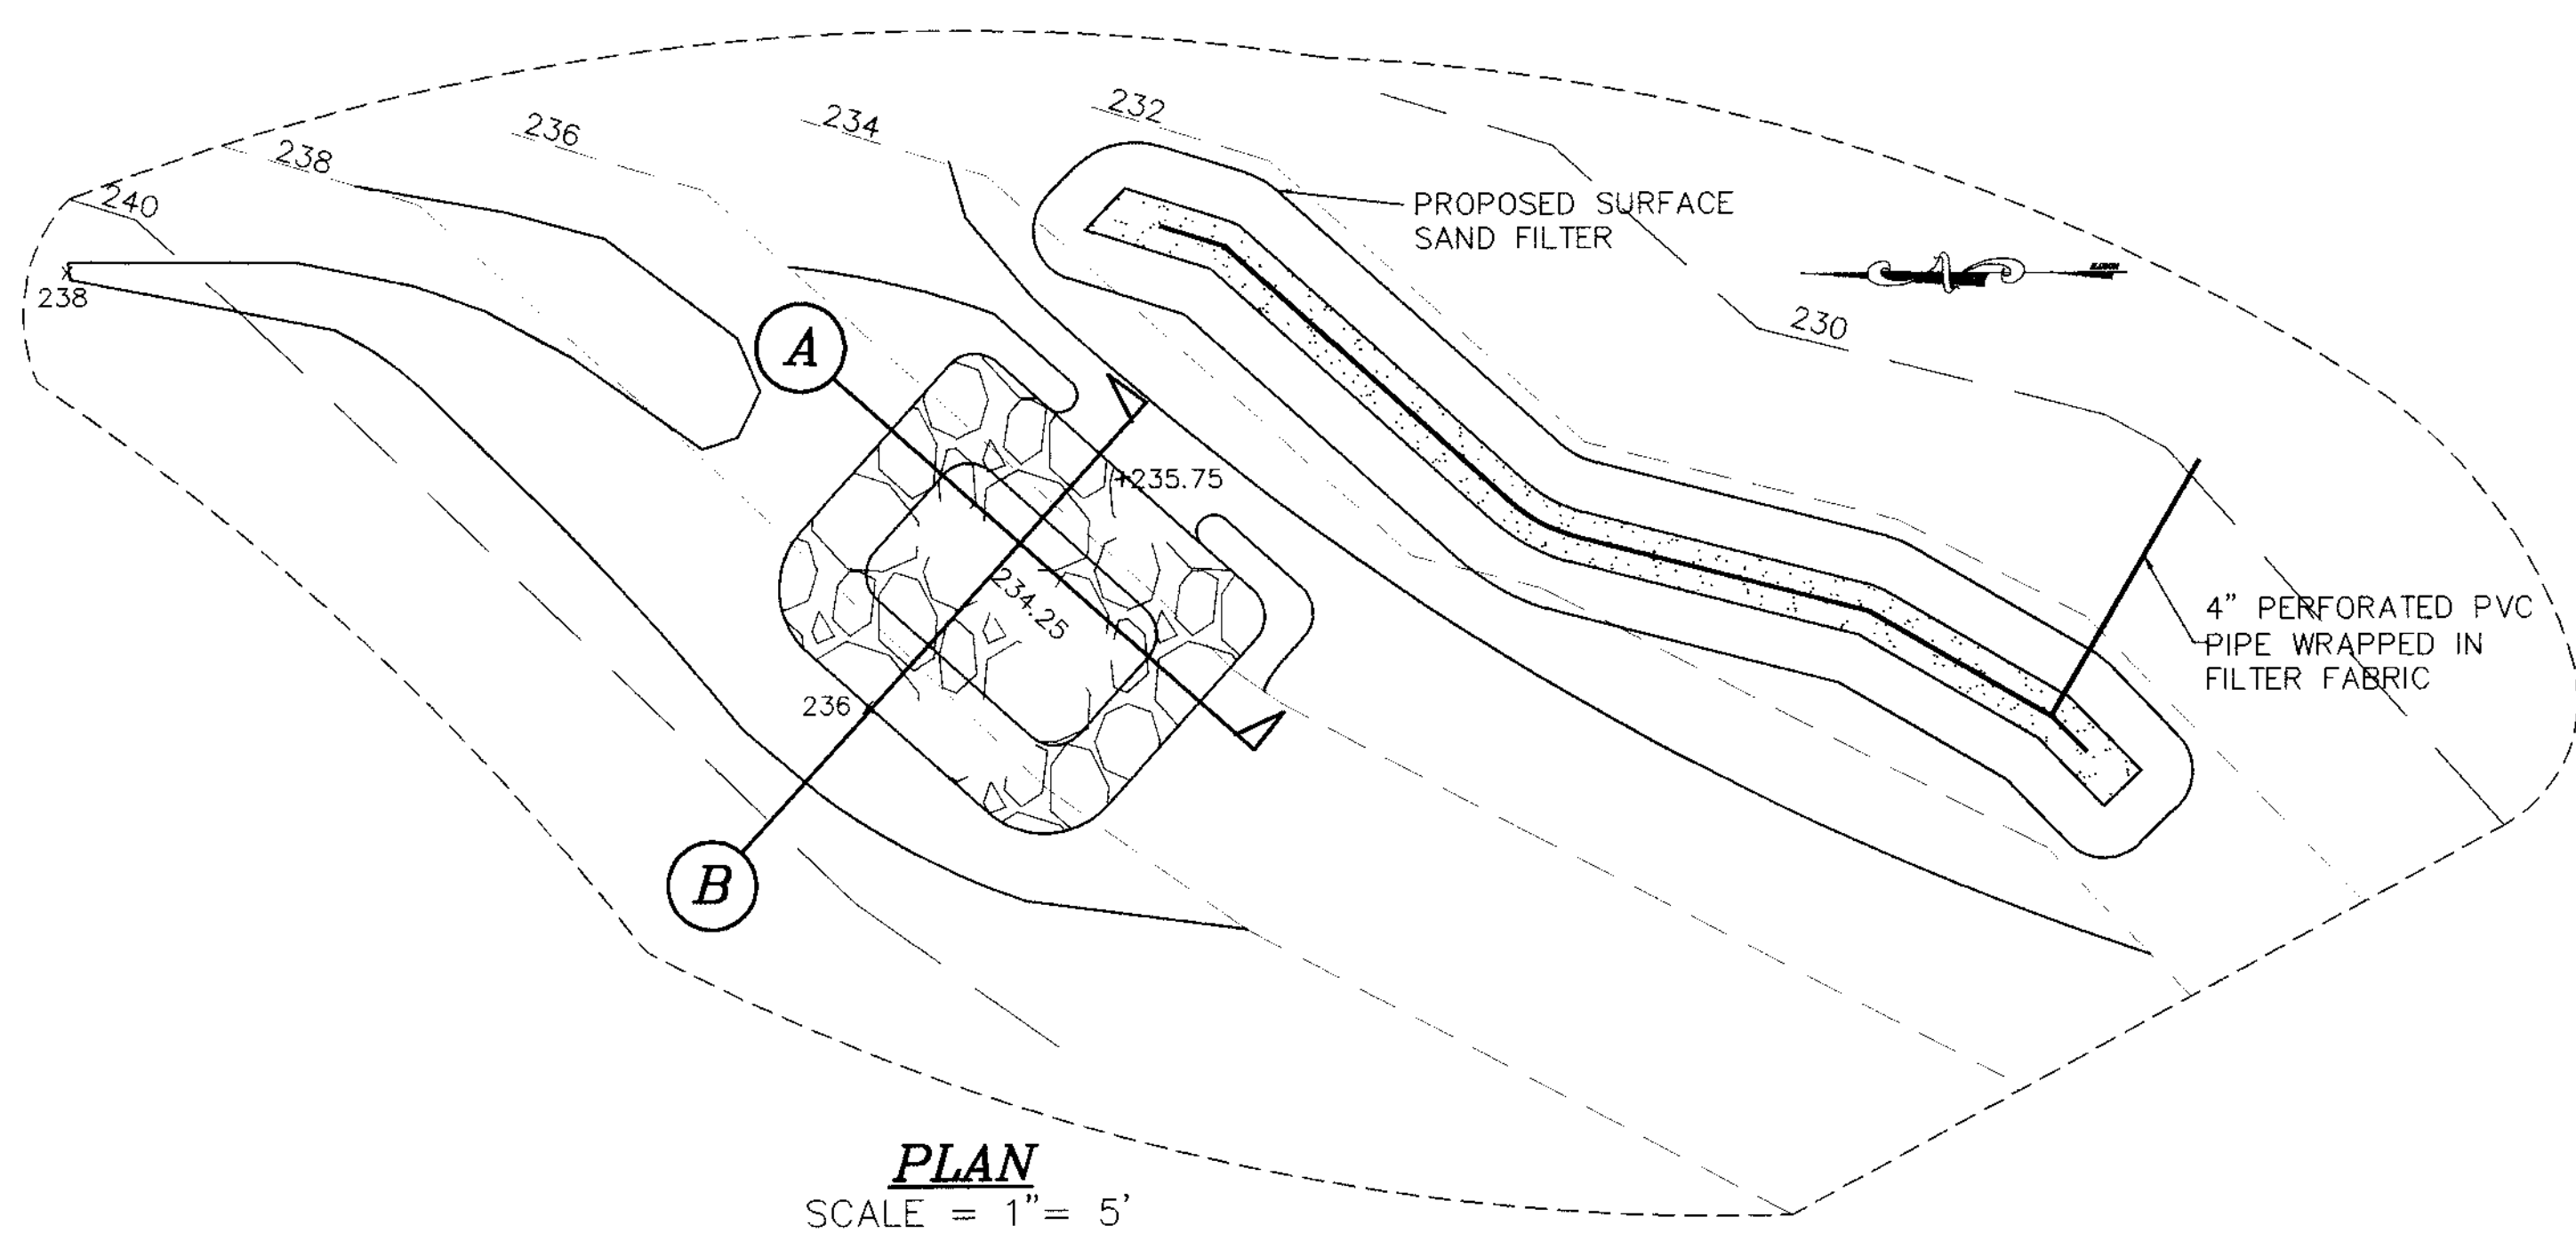 232
236
234
238
240
PROPOSED SURFACE
SAND FILTER
238
230
A
+235.75
234.25
4" PERFORATED PVC
PIPE WRAPPED IN
FILTER FABRIC
236
B
PLAN
SCALE = 1"= 5'